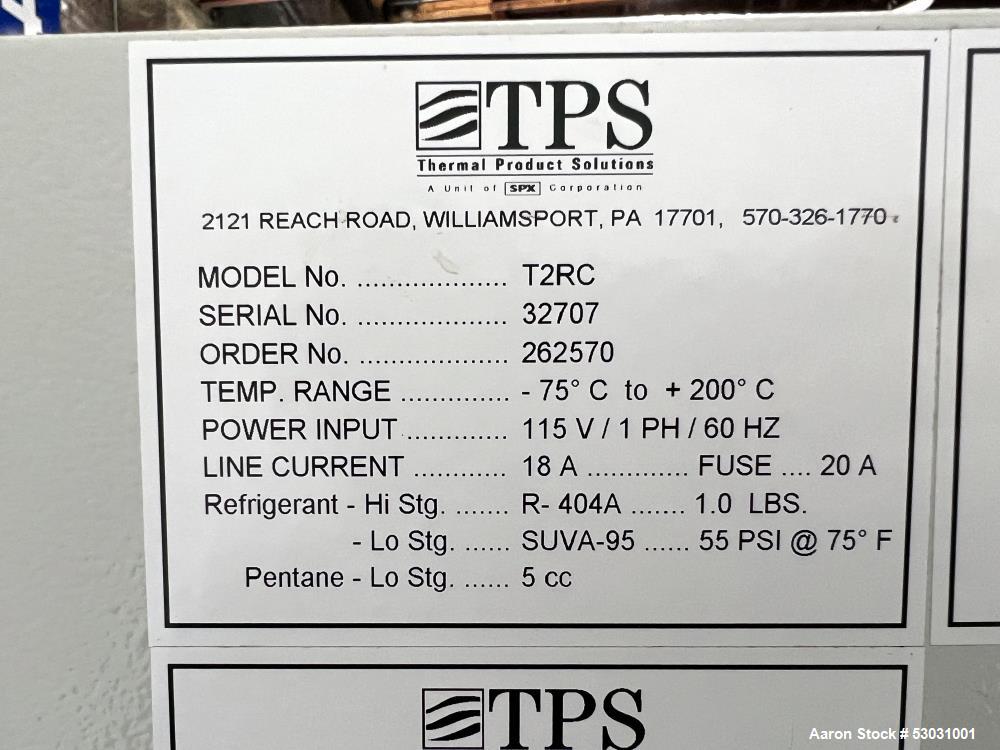 TPS
Thermal Product Solutions
A Unit of SPX Corporation
2121 REACH ROAD, WILLIAMSPORT, PA 17701, 570-326-1770
MODEL No. ................... T2RC
SERIAL No. ................... 32707
ORDER No. ................... 262570
TEMP. RANGE .............. - 75° C to + 200° C
POWER INPUT ............. 115 V / 1 PH / 60 HZ
LINE CURRENT ............ 18 A ............. FUSE .... 20 A
Refrigerant - Hi Stg. ....... R- 404A ....... 1.0 LBS.
- Lo Stg. ...... SUVA-95 ...... 55 PSI @ 75° F
Pentane - Lo Stg. ...... 5 cc
TPS
Aaron Stock # 53031001